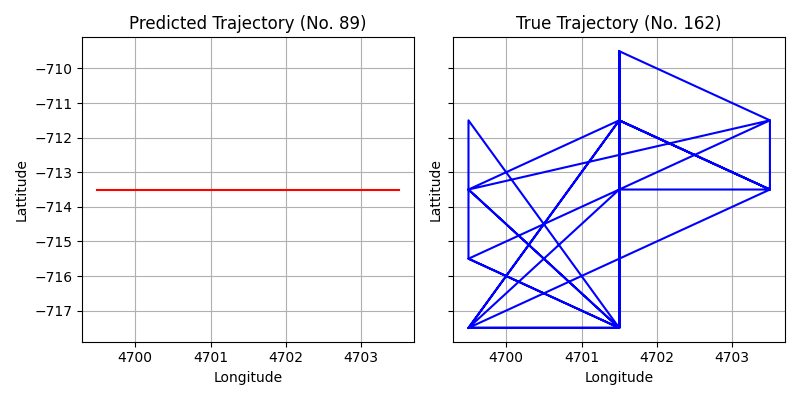 Predicted Trajectory (No. 89)
True Trajectory (No. 162)
−710
−711
−712
−713
−714
−715
−716
−717
Lattitude
Lattitude
4700
4701
4702
4703
4700
4701
4702
4703
Longitude
Longitude